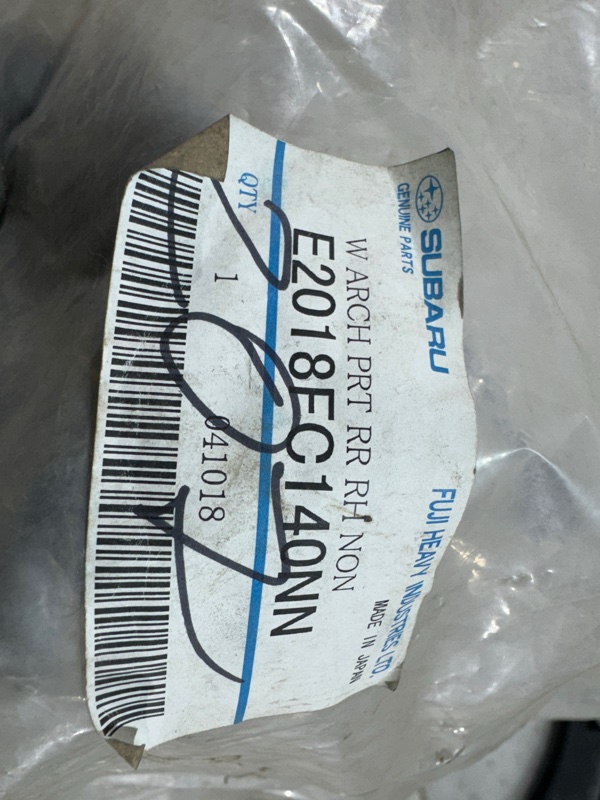 SUBARU
GENUINE PARTS
FUJI HEAVY INDUSTRIES LTD.
MADE IN JAPAN
W ARCH PRT RR RH NON
E2018FC140NN
QTY 1 041018